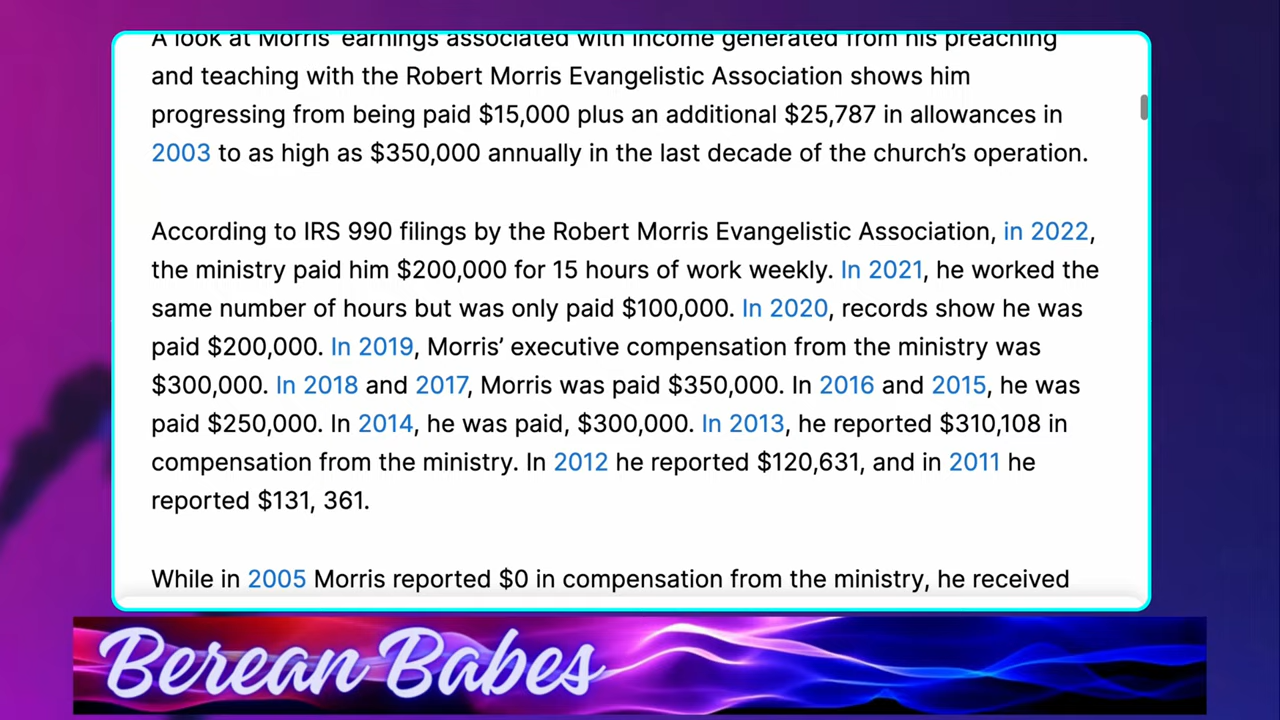 A look at Morris' earnings associated with income generated from his preaching
and teaching with the Robert Morris Evangelistic Association shows him
progressing from being paid $15,000 plus an additional $25,787 in allowances in
2003 to as high as $350,000 annually in the last decade of the church's operation.
According to IRS 990 filings by the Robert Morris Evangelistic Association, in 2022,
the ministry paid him $200,000 for 15 hours of work weekly. In 2021, he worked the
same number of hours but was only paid $100,000. In 2020, records show he was
paid $200,000. In 2019, Morris' executive compensation from the ministry was
$300,000. In 2018 and 2017, Morris was paid $350,000. In 2016 and 2015, he was
paid $250,000. In 2014, he was paid, $300,000. In 2013, he reported $310,108 in
compensation from the ministry. In 2012 he reported $120,631, and in 2011 he
reported $131, 361.
While in 2005 Morris reported $0 in compensation from the ministry, he received
Berean Babes